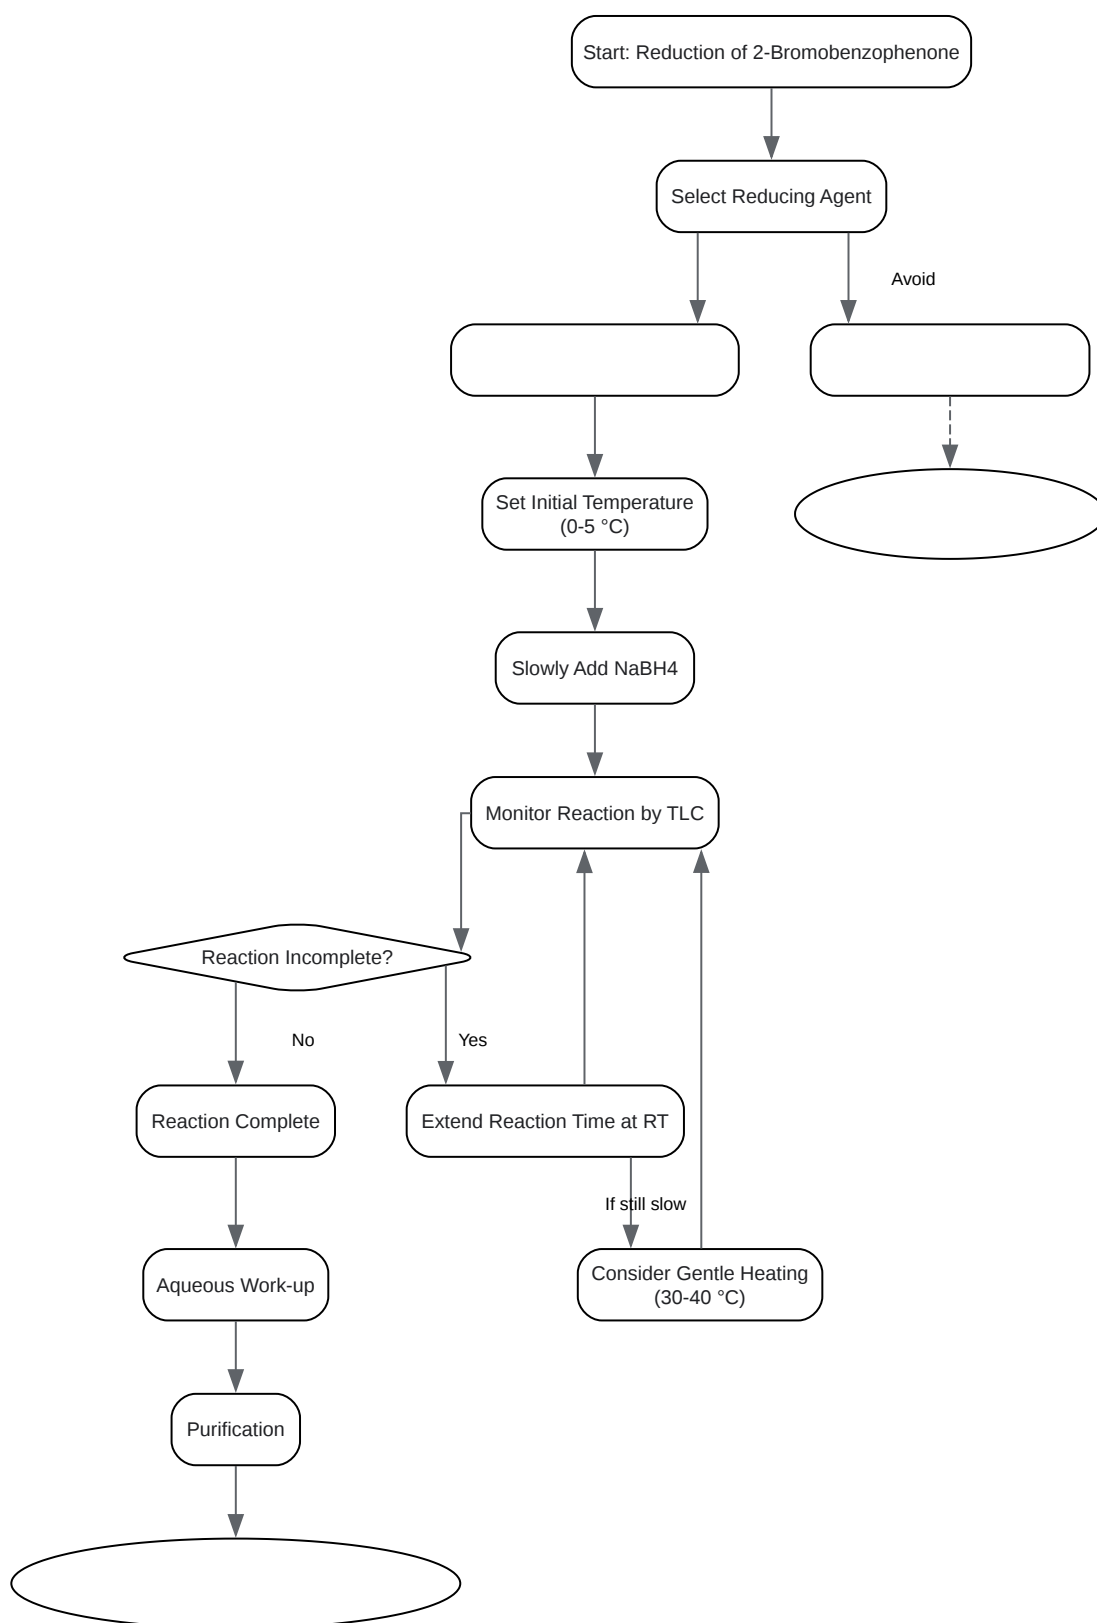 Start: Reduction of 2-Bromobenzophenone
Select Reducing Agent
Avoid
Set Initial Temperature
(0-5 °C)
Slowly Add NaBH4
Monitor Reaction by TLC
Reaction Incomplete?
No
Yes
Reaction Complete
Extend Reaction Time at RT
If still slow
Aqueous Work-up
Consider Gentle Heating
(30-40 °C)
Purification